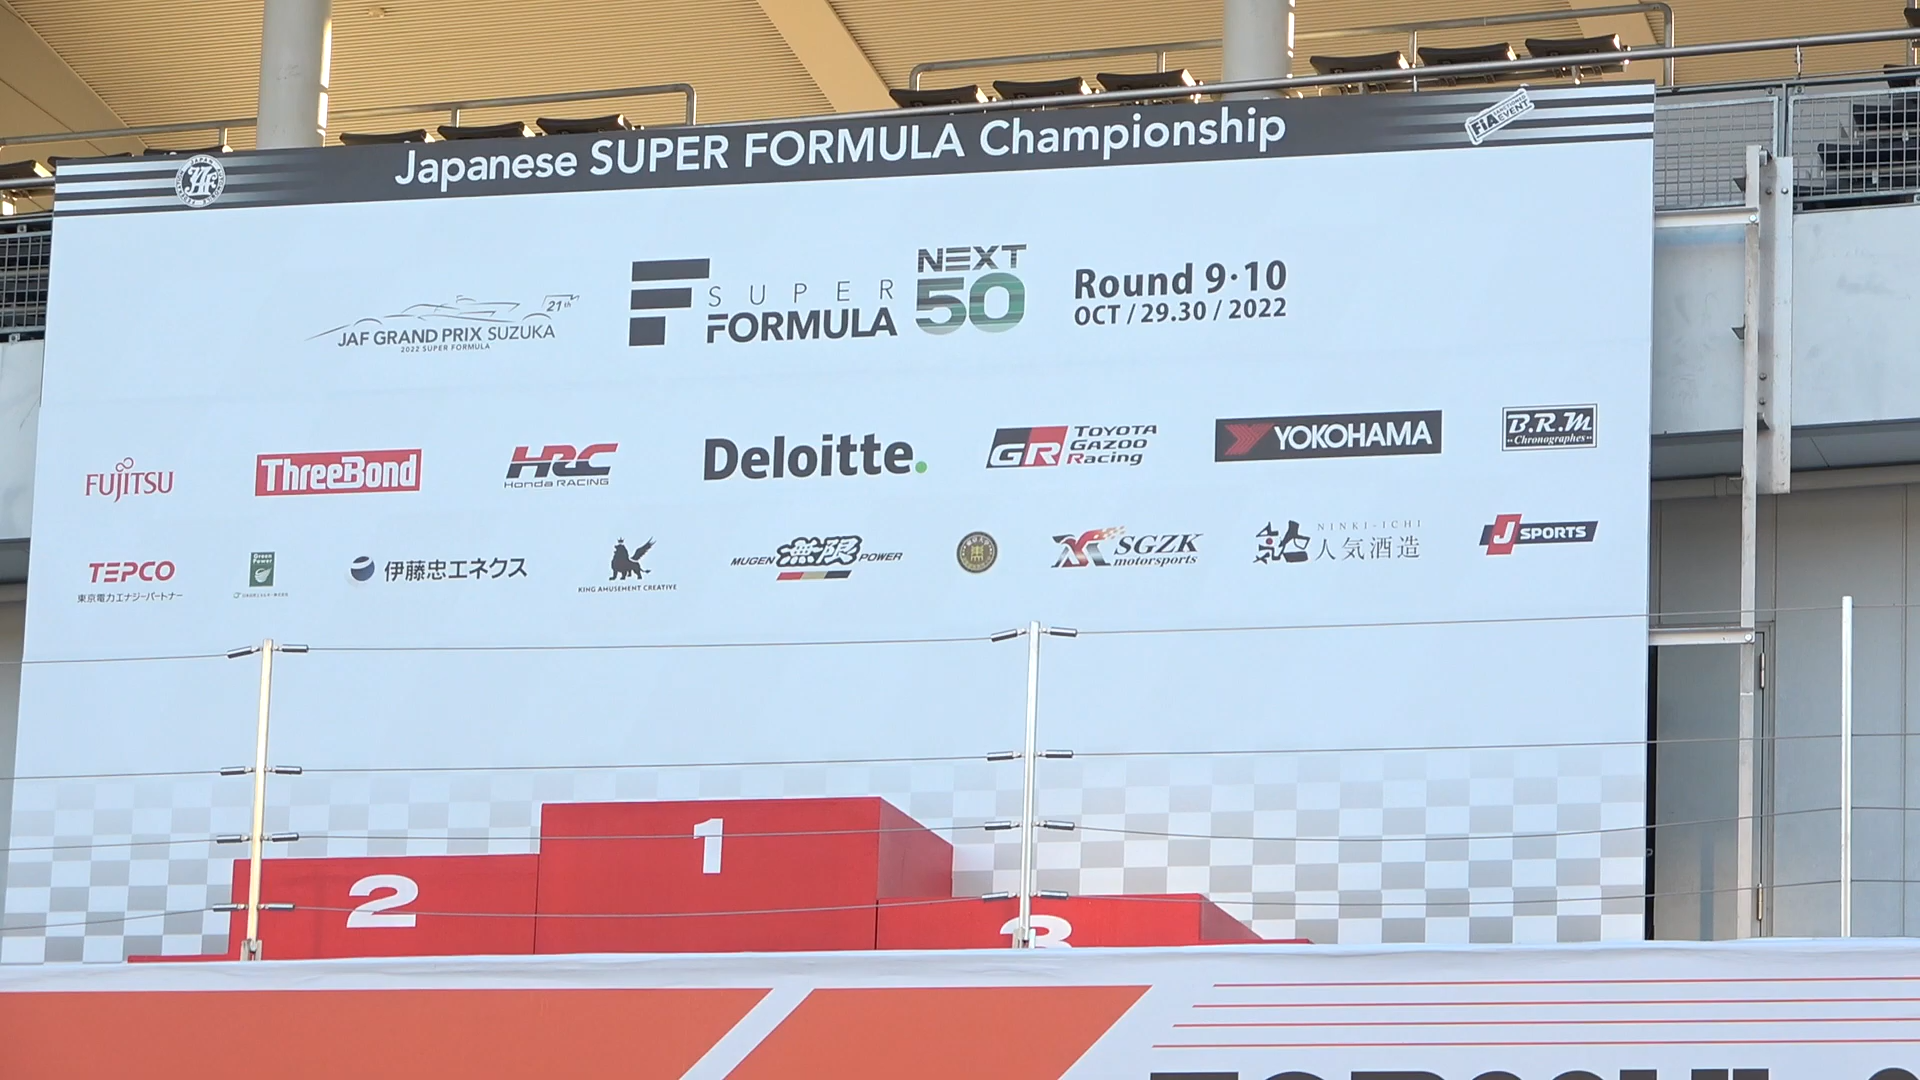 Japanese SUPER FORMULA Championship
FIA
EVENT
JAF GRAND PRIX SUZUKA
2022 SUPER FORMULA
21th
SUPER
FORMULA
NEXT
50
Round 9·10
OCT / 29.30 / 2022
FUJITSU
ThreeBond
HRC
Honda RACING
Deloitte.
GR TOYOTA
GAZOO
Racing
YOKOHAMA
B.R.M
Chronographes
TEPCO
東京電力エナジーパートナー
Green
Power
伊藤忠エネクス
KING AMUSEMENT CREATIVE
MUGEN 無限 POWER
SGZK
motorsports
NINKI-ICHI
人気酒造
J SPORTS
1
2
3